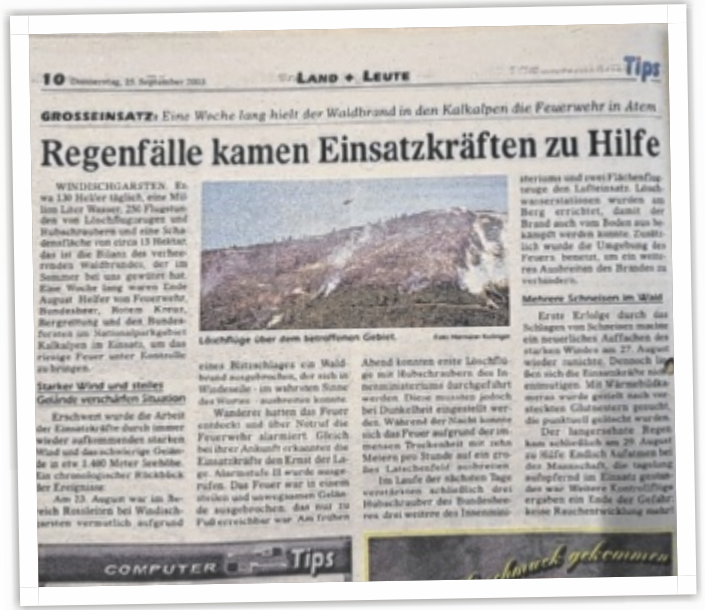 10 Donnerstag, 25. September 2003
LAND + LEUTE
Tips
GROSSEINSATZ: Eine Woche lang hielt der Waldbrand in den Kalkalpen die Feuerwehr in Atem
Regenfälle kamen Einsatzkräften zu Hilfe
WINDISCHGARSTEN. Et
wa 130 Helfer täglich, eine Mil
lion Liter Wasser, 250 Flugstun
den von Löschflugzeugen und
Hubschraubern und eine Scha
densfläche von circa 15 Hektar,
das ist die Bilanz des verhee
renden Waldbrandes, der im
Sommer bei uns gewütet hat.
Eine Woche lang waren Ende
August Helfer von Feuerwehr,
Bundesheer, Rotem Kreuz,
Bergrettung und den Bundes-
forsten im Nationalparkgebiet
Kalkalpen im Einsatz, um das
riesige Feuer unter Kontrolle
zu bringen.
Starker Wind und steiles
Gelände verschärfen Situation
Erschwert wurde die Arbeit
der Einsatzkräfte durch immer
wieder aufkommenden starken
Wind und das schwierige Gelän-
de in etwa 1.400 Meter Seehöhe.
Ein chronologischer Rückblick
der Ereignisse.
Am 23. August war im Be-
reich Rossleiten bei Windisch-
garsten vermutlich aufgrund
Löschflüge über dem betroffenen Gebiet.
Foto: Hermann
eines Blitzschlages ein Wald-
brand ausgebrochen, der sich in
Windeseile - im wahrsten Sinne
des Wortes - ausbreiten konnte.
Wanderer hatten das Feuer
entdeckt und über Notruf die
Feuerwehr alarmiert. Gleich
bei ihrer Ankunft erkannten die
Einsatzkräfte den Ernst der La-
ge. Alarmstufe II wurde ausge-
rufen. Das Feuer war in einem
steilen und unwegsamen Gelän-
de ausgebrochen, das nur zu
Fuß erreichbar war. Am frühen
Abend konnten erste Löschflü-
ge mit Hubschraubern des In-
nenministeriums durchgeführt
werden. Diese mussten jedoch
bei Dunkelheit eingestellt wer-
den. Während der Nacht konnte
sich das Feuer aufgrund der im-
mensen Trockenheit mit zehn
Metern pro Stunde auf ein gro-
ßes Latschenfeld ausbreiten.
Im Laufe der nächsten Tage
verstärkten schließlich drei
Hubschrauber des Bundeshee-
res, drei weitere des Innenmi-
steriums und zwei Flächenflug-
zeuge den Lufteinsatz. Lösch
wasserstationen wurden am
Berg errichtet, damit der
Brand auch vom Boden aus be-
kämpft werden konnte. Zusätz-
lich wurde die Umgebung des
Feuers benetzt, um ein weite-
res Ausbreiten des Brandes zu
verhindern.
Mehrere Schneisen im Wald
Erste Erfolge durch das
Schlagen von Schneisen machte
ein neuerliches Auffachen des
starken Windes am 27. August
wieder zunichte. Dennoch lie-
ßen sich die Einsatzkräfte nicht
entmutigen. Mit Wärmebildka-
meras wurde gezielt nach ver-
steckten Glutnestern gesucht,
die punktuell gelöscht wurden.
Der langersehnte Regen
kam schließlich am 29. August
zu Hilfe. Endlich Aufatmen bei
der Mannschaft, die tagelang
aufopfernd im Einsatz gestan-
den war. Weitere Kontrollflüge
ergaben ein Ende der Gefahr:
keine Rauchentwicklung mehr!
COMPUTER Tips
schmuck gekommen